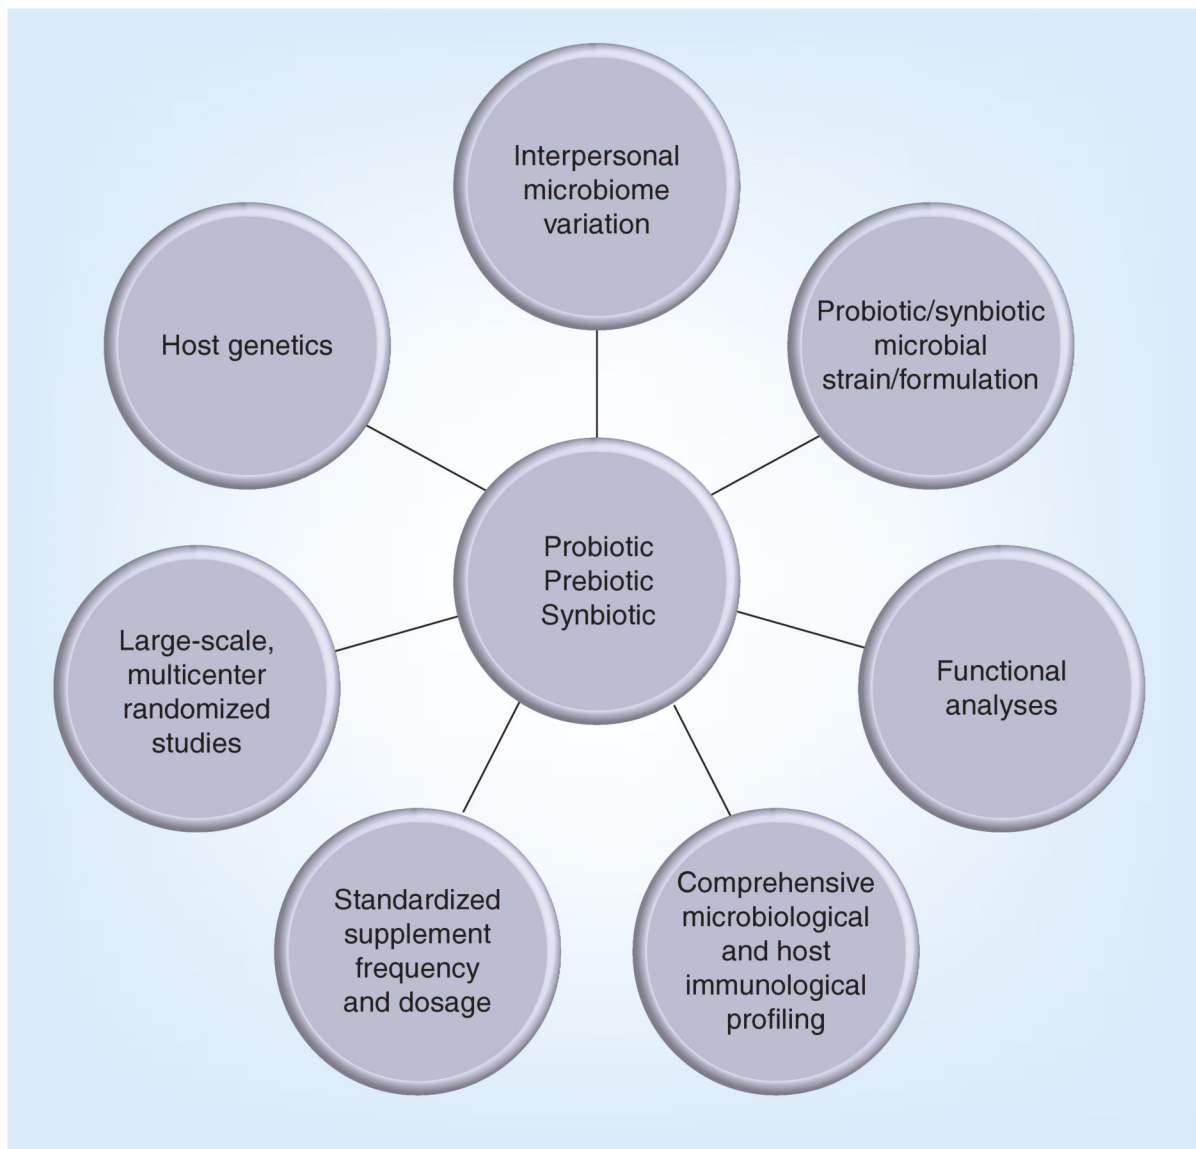 Interpersonal
microbiome
variation
Probiotic/synbiotic
microbial
strain/formulation
Host genetics
Probiotic
Prebiotic
Synbiotic
Large-scale,
multicenter
randomized
studies
Functional
analyses
Standardized
supplement
frequency
and dosage
Comprehensive
microbiological
and host
immunological
profiling